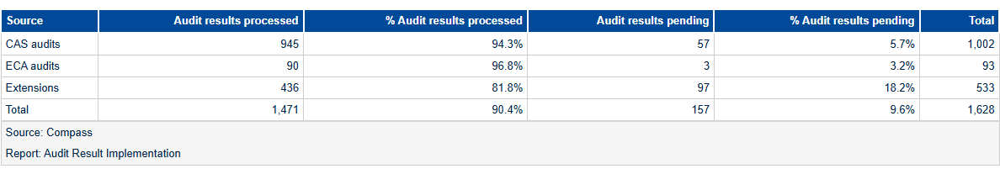 Source Audit results processed % Audit results processed Audit results pending % Audit results pending Total
CAS audits 945 94.3% 57 5.7% 1,002
ECA audits 90 96.8% 3 3.2% 93
Extensions 436 81.8% 97 18.2% 533
Total 1,471 90.4% 157 9.6% 1,628
Source: Compass
Report: Audit Result Implementation